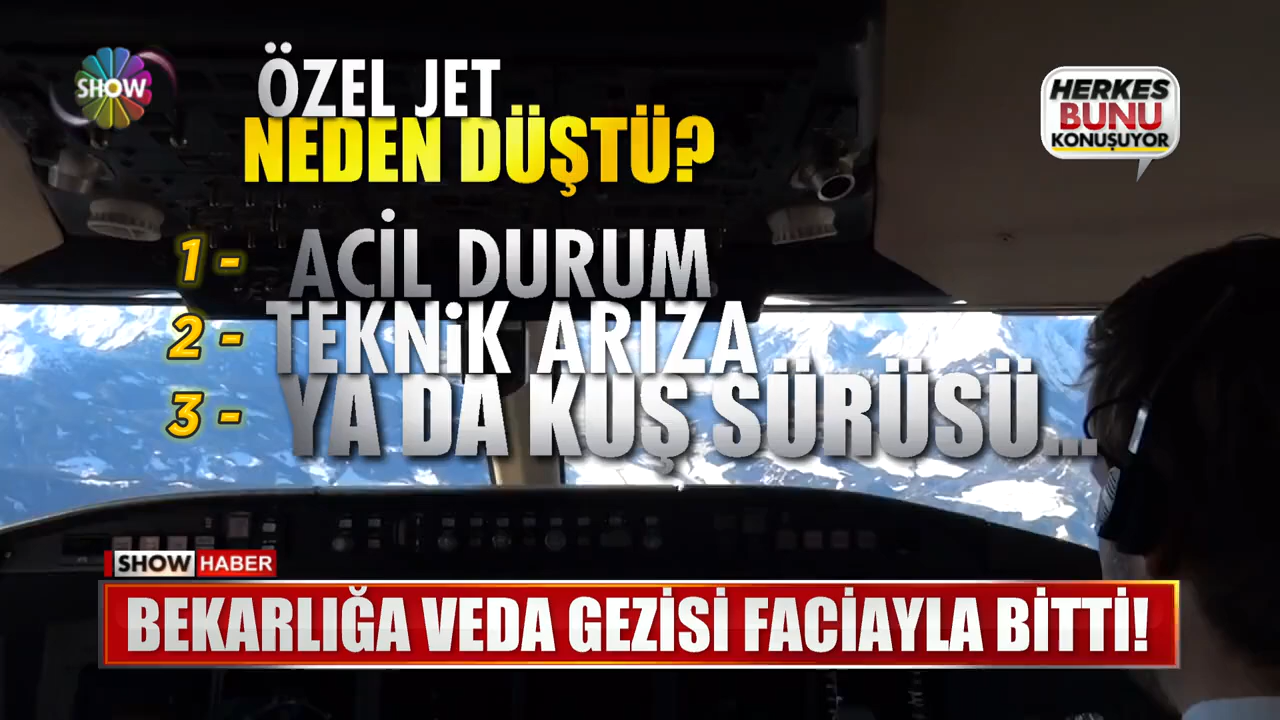 SHOW
ÖZEL JET
NEDEN DÜŞTÜ?
HERKES
BUNU
KONUŞUYOR
1 - ACİL DURUM
2 - TEKNİK ARIZA
3 - YA DA KUŞ SÜRÜSÜ...
SHOW HABER
BEKARLIĞA VEDA GEZİSİ FACİAYLA BİTTİ!